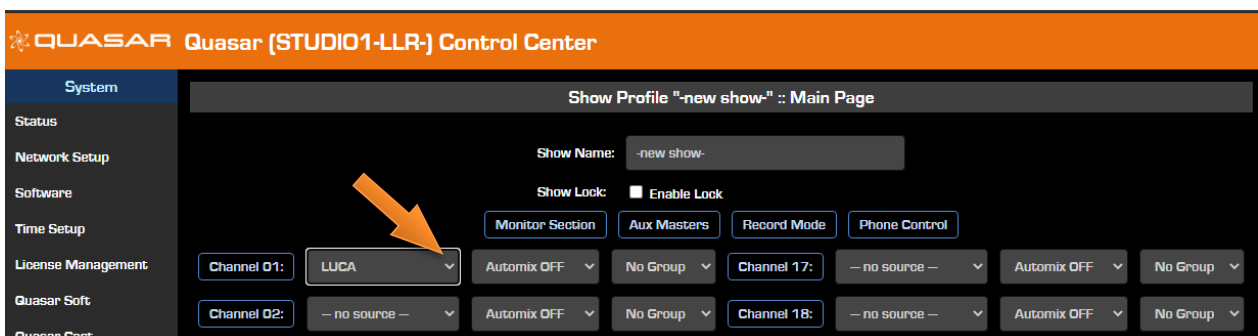 QUASAR Quasar (STUDIO1-LLR-) Control Center
System
Status
Network Setup
Software
Time Setup
License Management
Quasar Soft
Quasar Cast
Show Profile "-new show-" :: Main Page
Show Name: -new show-
Show Lock: Enable Lock
Monitor Section Aux Masters Record Mode Phone Control
Channel 01: LUCA Automix OFF No Group Channel 17: — no source — Automix OFF No Group
Channel 02: — no source — Automix OFF No Group Channel 18: — no source — Automix OFF No Group